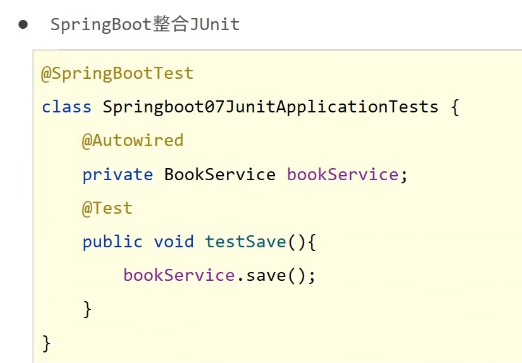 ● SpringBoot整合JUnit
@SpringBootTest
class Springboot07JunitApplicationTests {
    @Autowired
    private BookService bookService;
    @Test
    public void testSave(){
        bookService.save();
    }
}